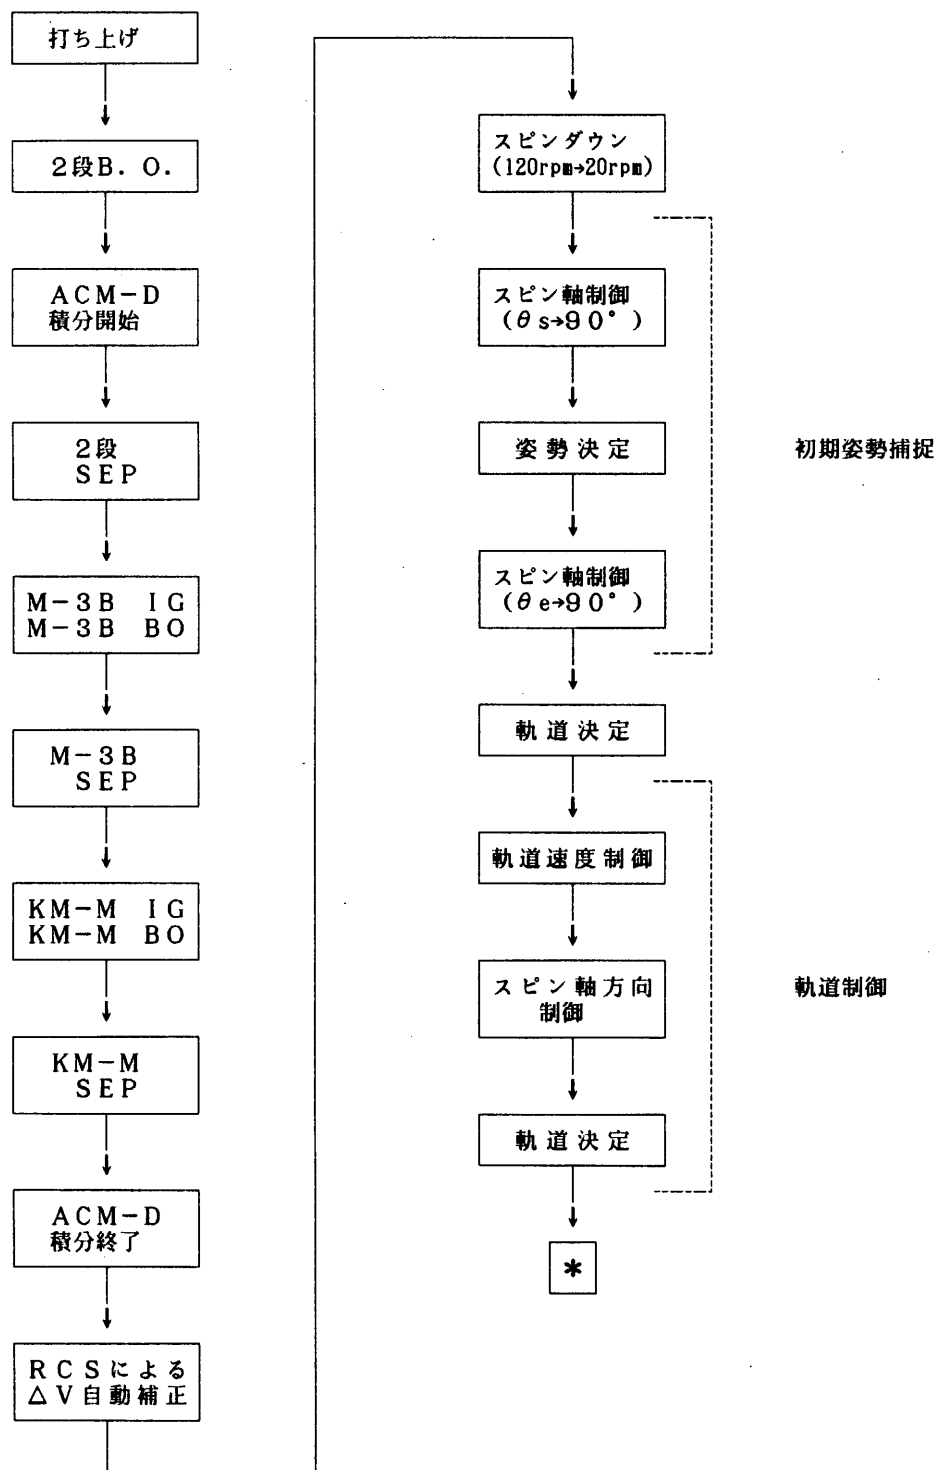 打ち上げ
2段B.O.
ACM-D
積分開始
2段
SEP
M-3B IG
M-3B BO
M-3B
SEP
KM-M IG
KM-M BO
KM-M
SEP
ACM-D
積分終了
RCSによる
△V自動補正
スピンダウン
(120rpm→20rpm)
スピン軸制御
(θs→90°)
姿勢決定
スピン軸制御
(θe→90°)
初期姿勢捕捉
軌道決定
軌道速度制御
スピン軸方向
制御
軌道決定
軌道制御
*